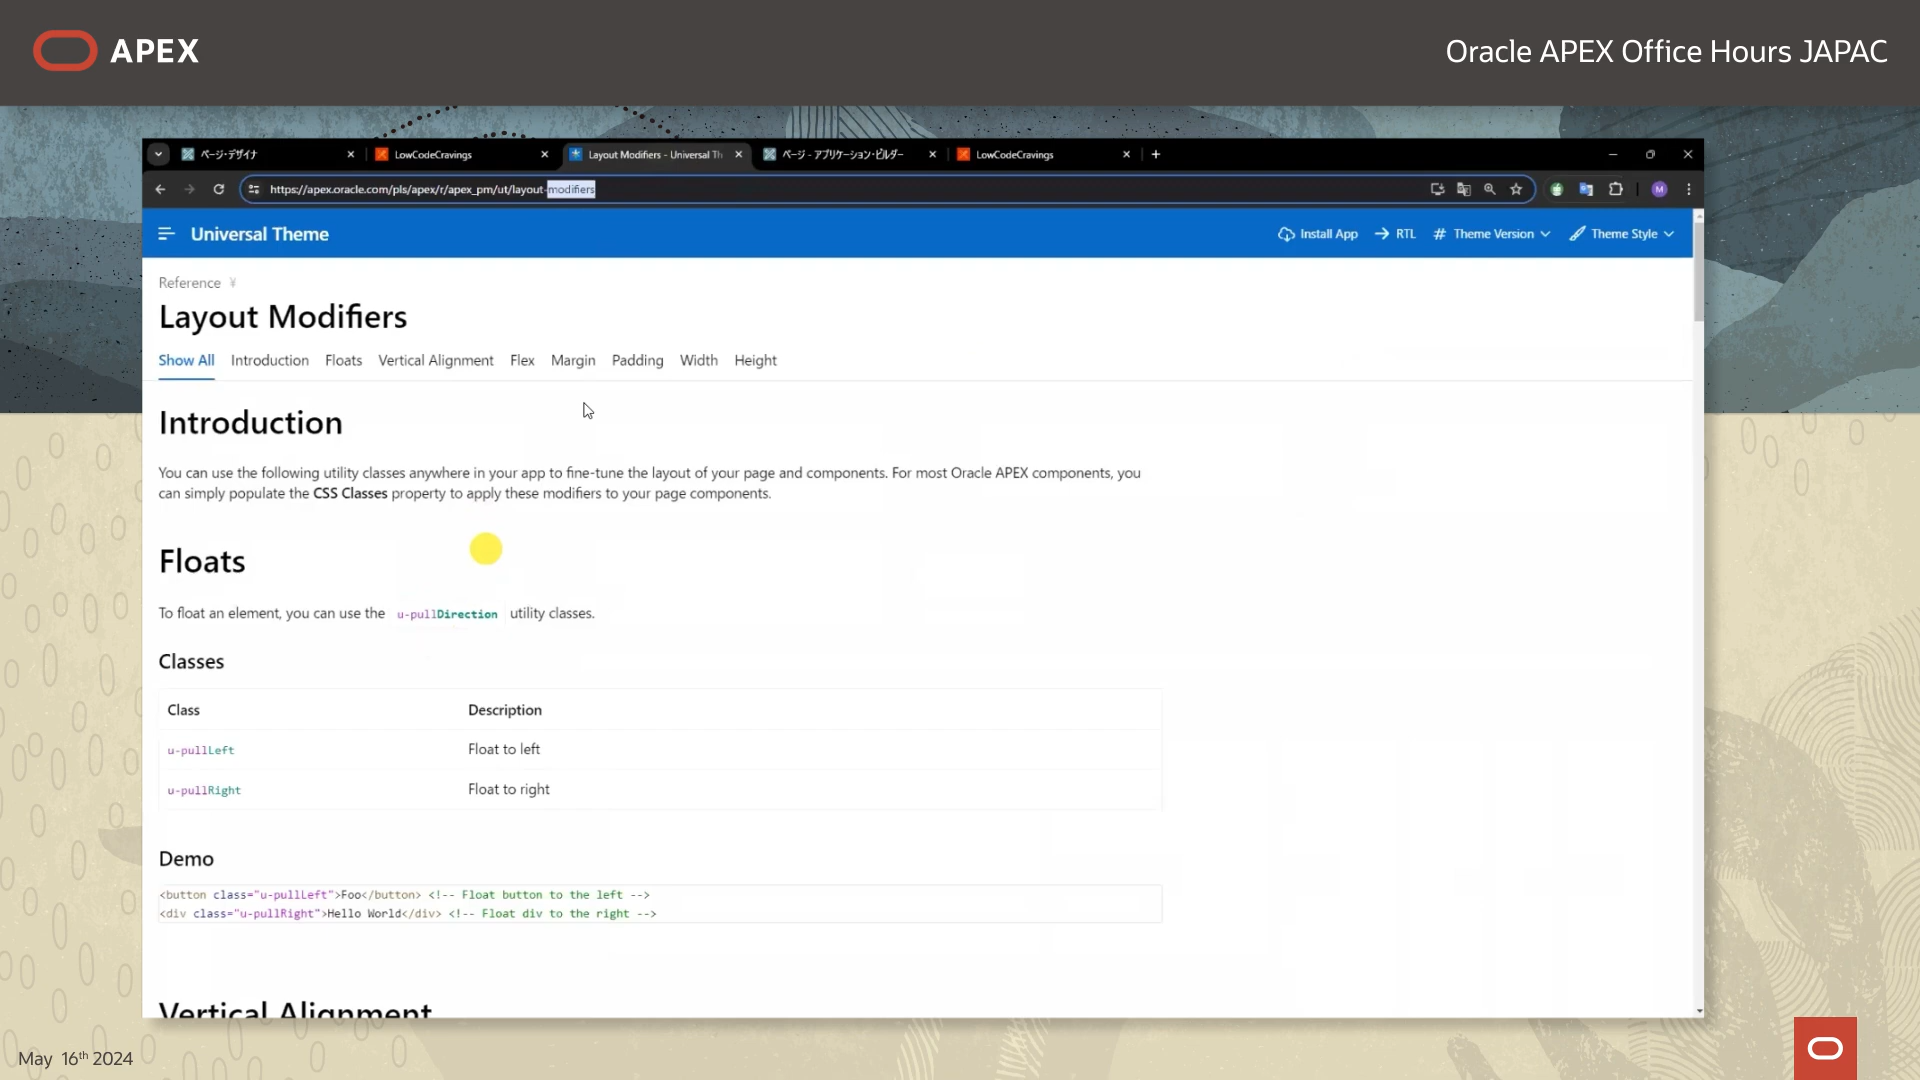 APEX
Oracle APEX Office Hours JAPAC
ページ・デザイナ
LowCodeCravings
Layout Modifiers - Universal Th
ページ - アプリケーション・ビルダー
LowCodeCravings
https://apex.oracle.com/pls/apex/r/apex_pm/ut/layout-modifiers
M
Universal Theme
Install App
RTL
# Theme Version
Theme Style
Reference ¥
Layout Modifiers
Show All Introduction Floats Vertical Alignment Flex Margin Padding Width Height
Introduction
You can use the following utility classes anywhere in your app to fine-tune the layout of your page and components. For most Oracle APEX components, you
can simply populate the CSS Classes property to apply these modifiers to your page components.
Floats
To float an element, you can use the u-pullDirection utility classes.
Classes
Class Description
u-pullLeft Float to left
u-pullRight Float to right
Demo
<button class="u-pullLeft">Foo</button> <!-- Float button to the left -->
<div class="u-pullRight">Hello World</div> <!-- Float div to the right -->
Vertical Alignment
May 16th 2024